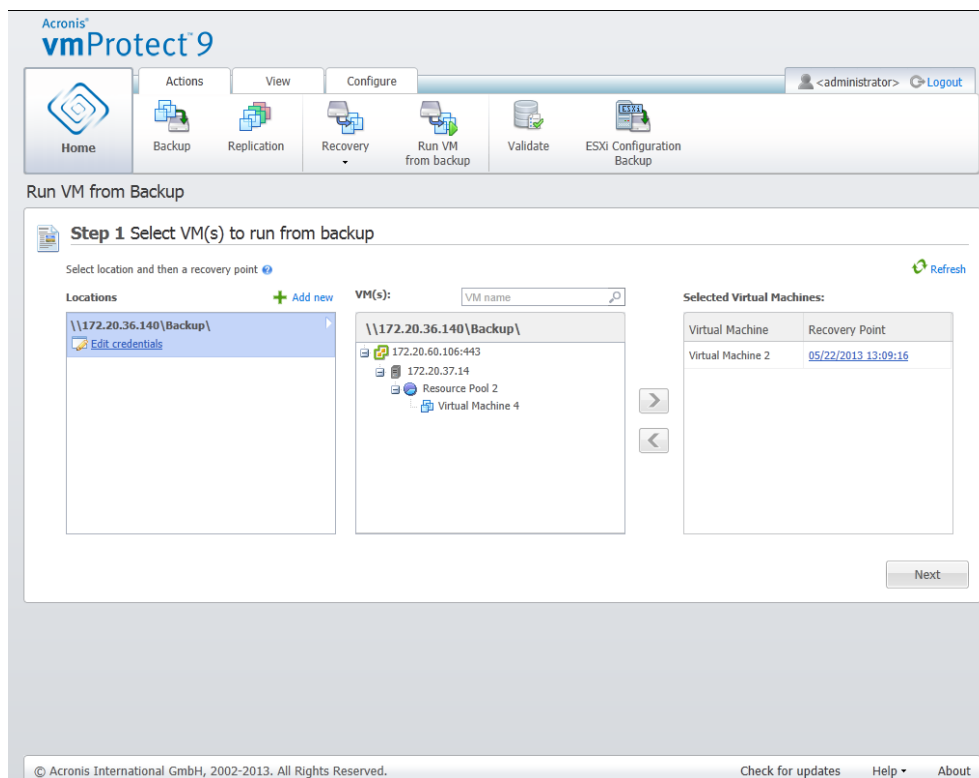 Acronis®
vmProtect™9
Actions View Configure
<administrator> Logout
Home
Backup
Replication
Recovery
Run VM
from backup
Validate
ESXi
ESXi Configuration
Backup
Run VM from Backup
Step 1 Select VM(s) to run from backup
Select location and then a recovery point ?
Refresh
Locations
Add new
VM(s):
VM name
Selected Virtual Machines:
\\172.20.36.140\Backup\
Edit credentials
\\172.20.36.140\Backup\
172.20.60.106:443
172.20.37.14
Resource Pool 2
Virtual Machine 4
Virtual Machine Recovery Point
Virtual Machine 2 05/22/2013 13:09:16
Next
© Acronis International GmbH, 2002-2013. All Rights Reserved.
Check for updates Help About